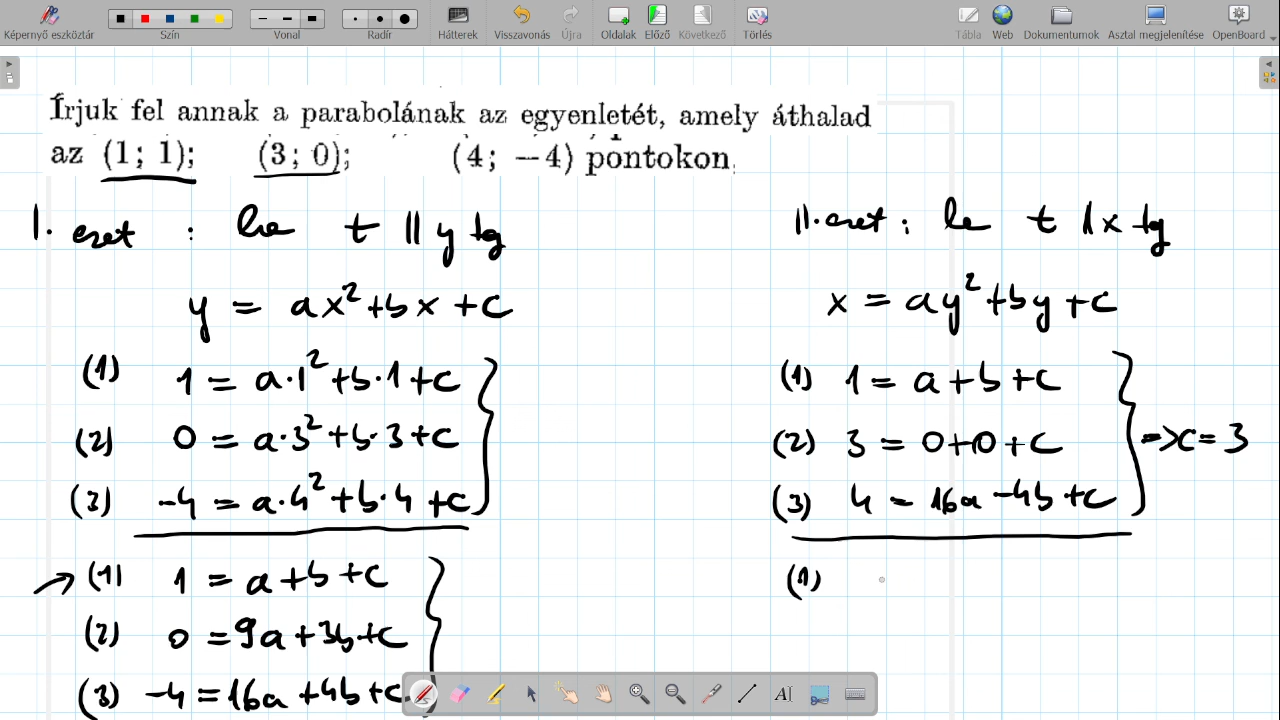 Képernyő eszköztár Szín Vonal Radír Hátterek Visszavonás Újra Oldalak Előző Következő Törlés Tábla Web Dokumentumok Asztal megjelenítése OpenBoard
Írjuk fel annak a parabolának az egyenletét, amely áthalad
az (1; 1); (3; 0); (4; −4) pontokon.
I. eset : ha t || y tg
y = ax²+bx+c
(1) 1 = a·1²+b·1+c
(2) 0 = a·3²+b·3+c
(3) -4 = a·4²+b·4+c
(1) 1 = a+b+c
(2) 0 = 9a+3b+c
(3) -4 = 16a+4b+c
II. eset : ha t || x tg
x = ay²+by+c
(1) 1 = a+b+c
(2) 3 = 0+0+c => c = 3
(3) 4 = 16a-4b+c
(1)